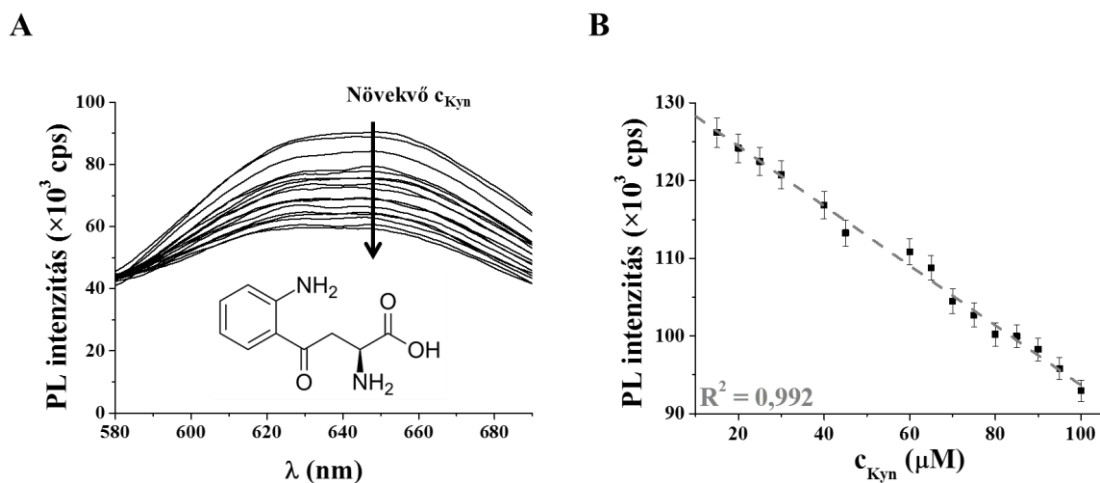 A
Növekvő c_Kyn
PL intenzitás (×10³ cps)
100
80
60
40
20
0
580
600
620
640
660
680
λ (nm)
NH₂
O
OH
O
NH₂
B
PL intenzitás (×10³ cps)
130
120
110
100
90
R² = 0,992
20
40
60
80
100
c_Kyn (μM)